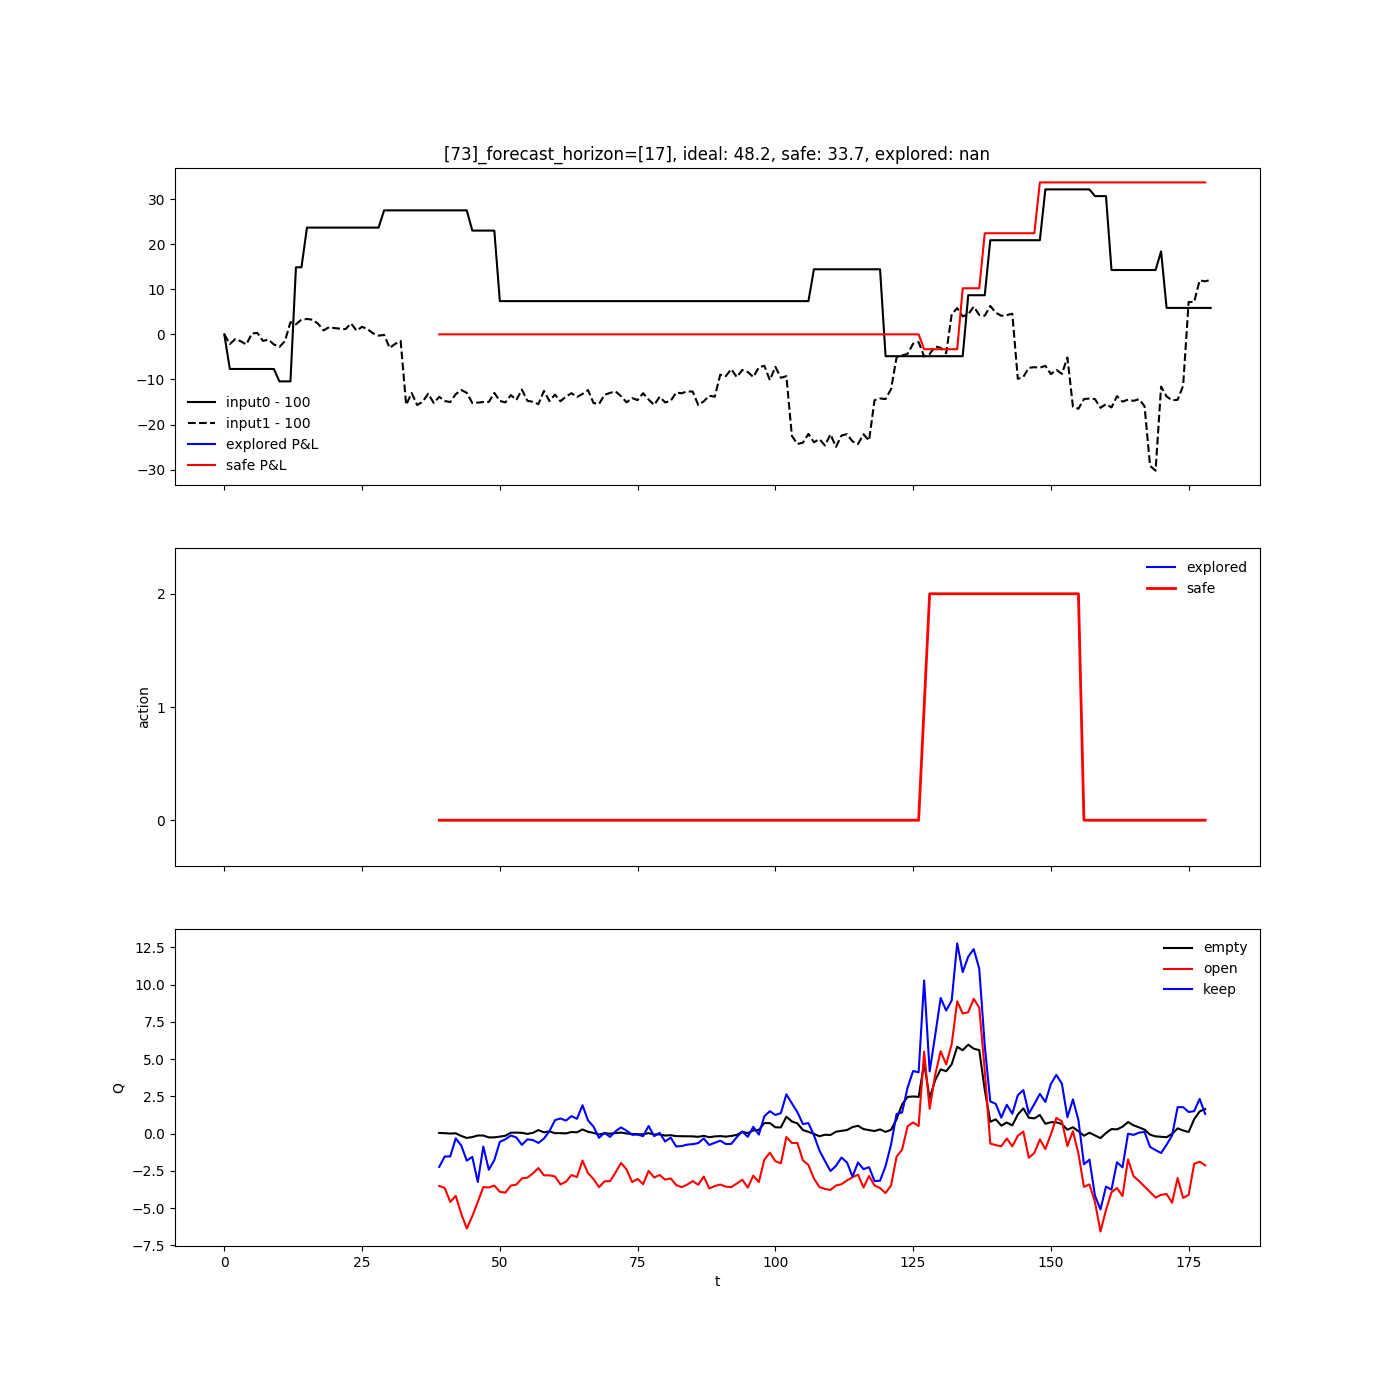 [73]_forecast_horizon=[17], ideal: 48.2, safe: 33.7, explored: nan
30
20
10
0
−10
−20
−30
input0 - 100
input1 - 100
explored P&L
safe P&L
action
2
1
0
explored
safe
Q
12.5
10.0
7.5
5.0
2.5
0.0
−2.5
−5.0
−7.5
empty
open
keep
0 25 50 75 100 125 150 175
t